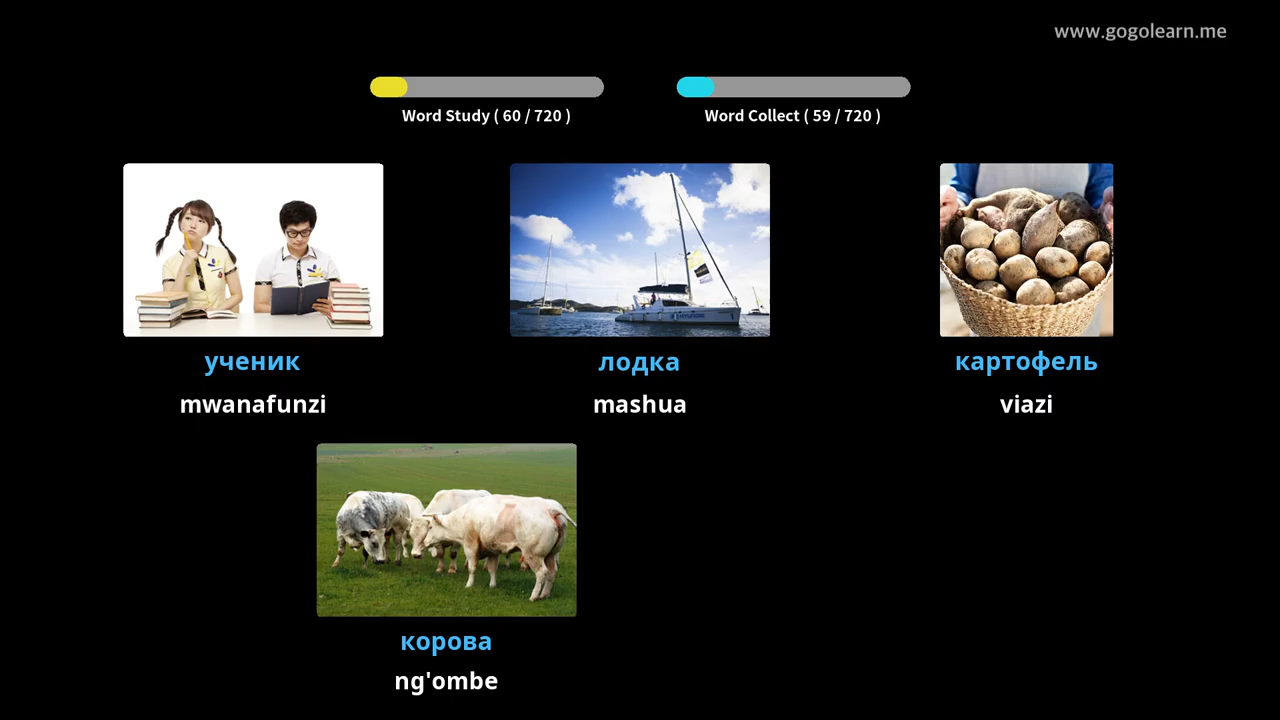 www.gogolearn.me
Word Study ( 60 / 720 )
Word Collect ( 59 / 720 )
ученик
mwanafunzi
лодка
mashua
картофель
viazi
корова
ng'ombe